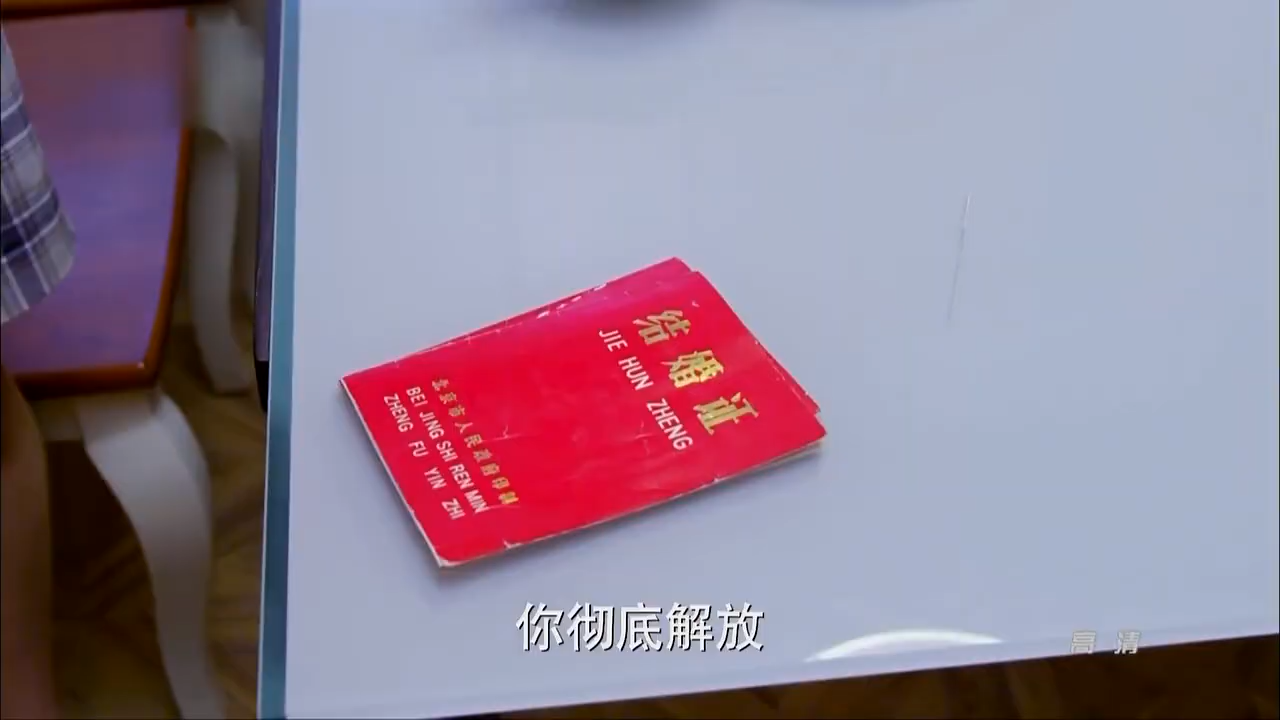 结婚证
JIE HUN ZHENG
北京市人民政府印制
BEI JING SHI REN MIN
ZHENG FU YIN ZHI
你彻底解放
高清